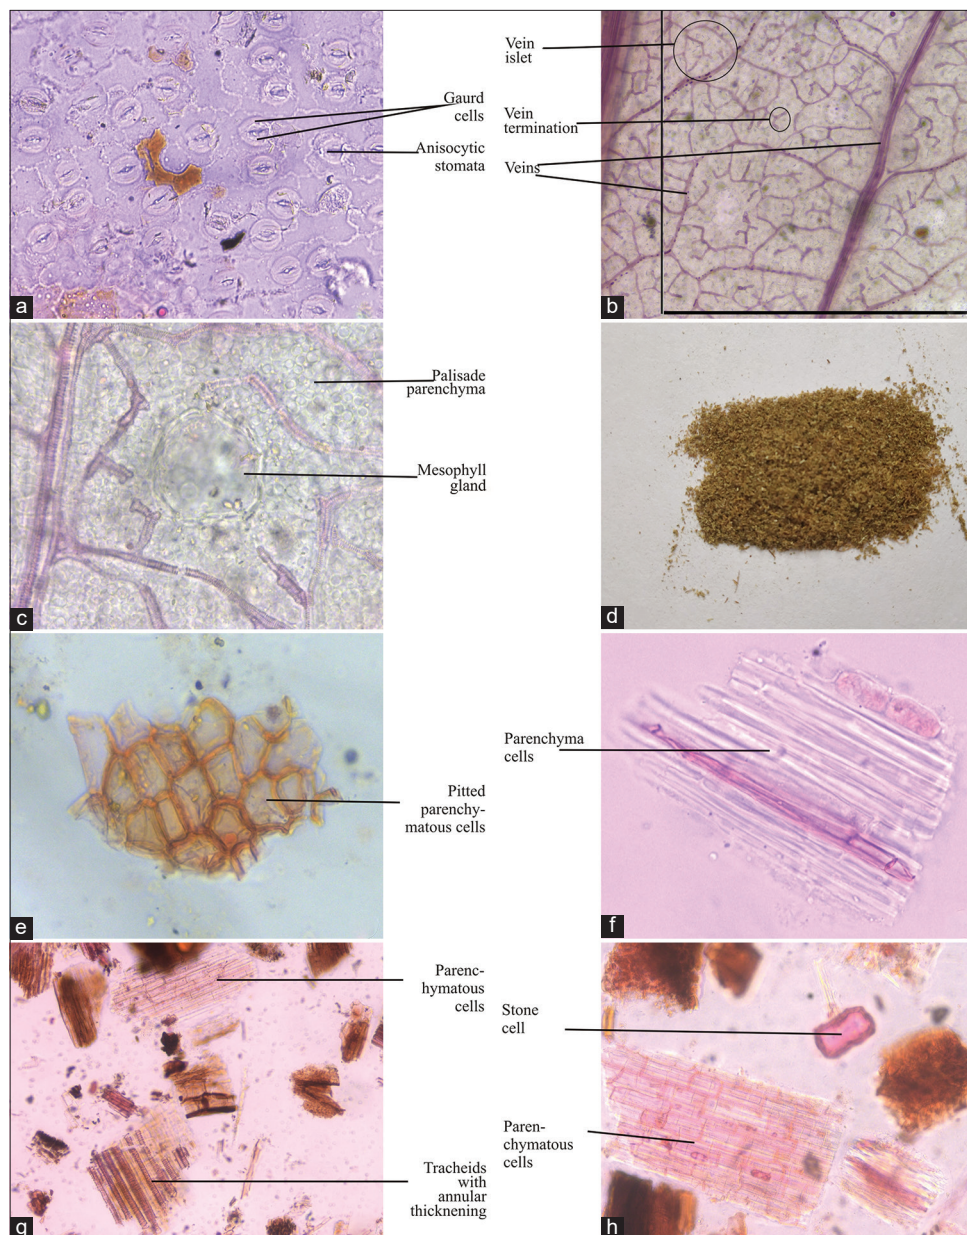 Vein
islet
Gaurd
cells
Vein
termination
Anisocytic
stomata
Veins
a
b
Palisade
parenchyma
Mesophyll
gland
c
d
Parenchyma
cells
Pitted
parenchy-
matous cells
e
f
Parenc-
hymatous
cells
Stone
cell
Paren-
chymatous
cells
Tracheids
with
annular
thicknening
g
h